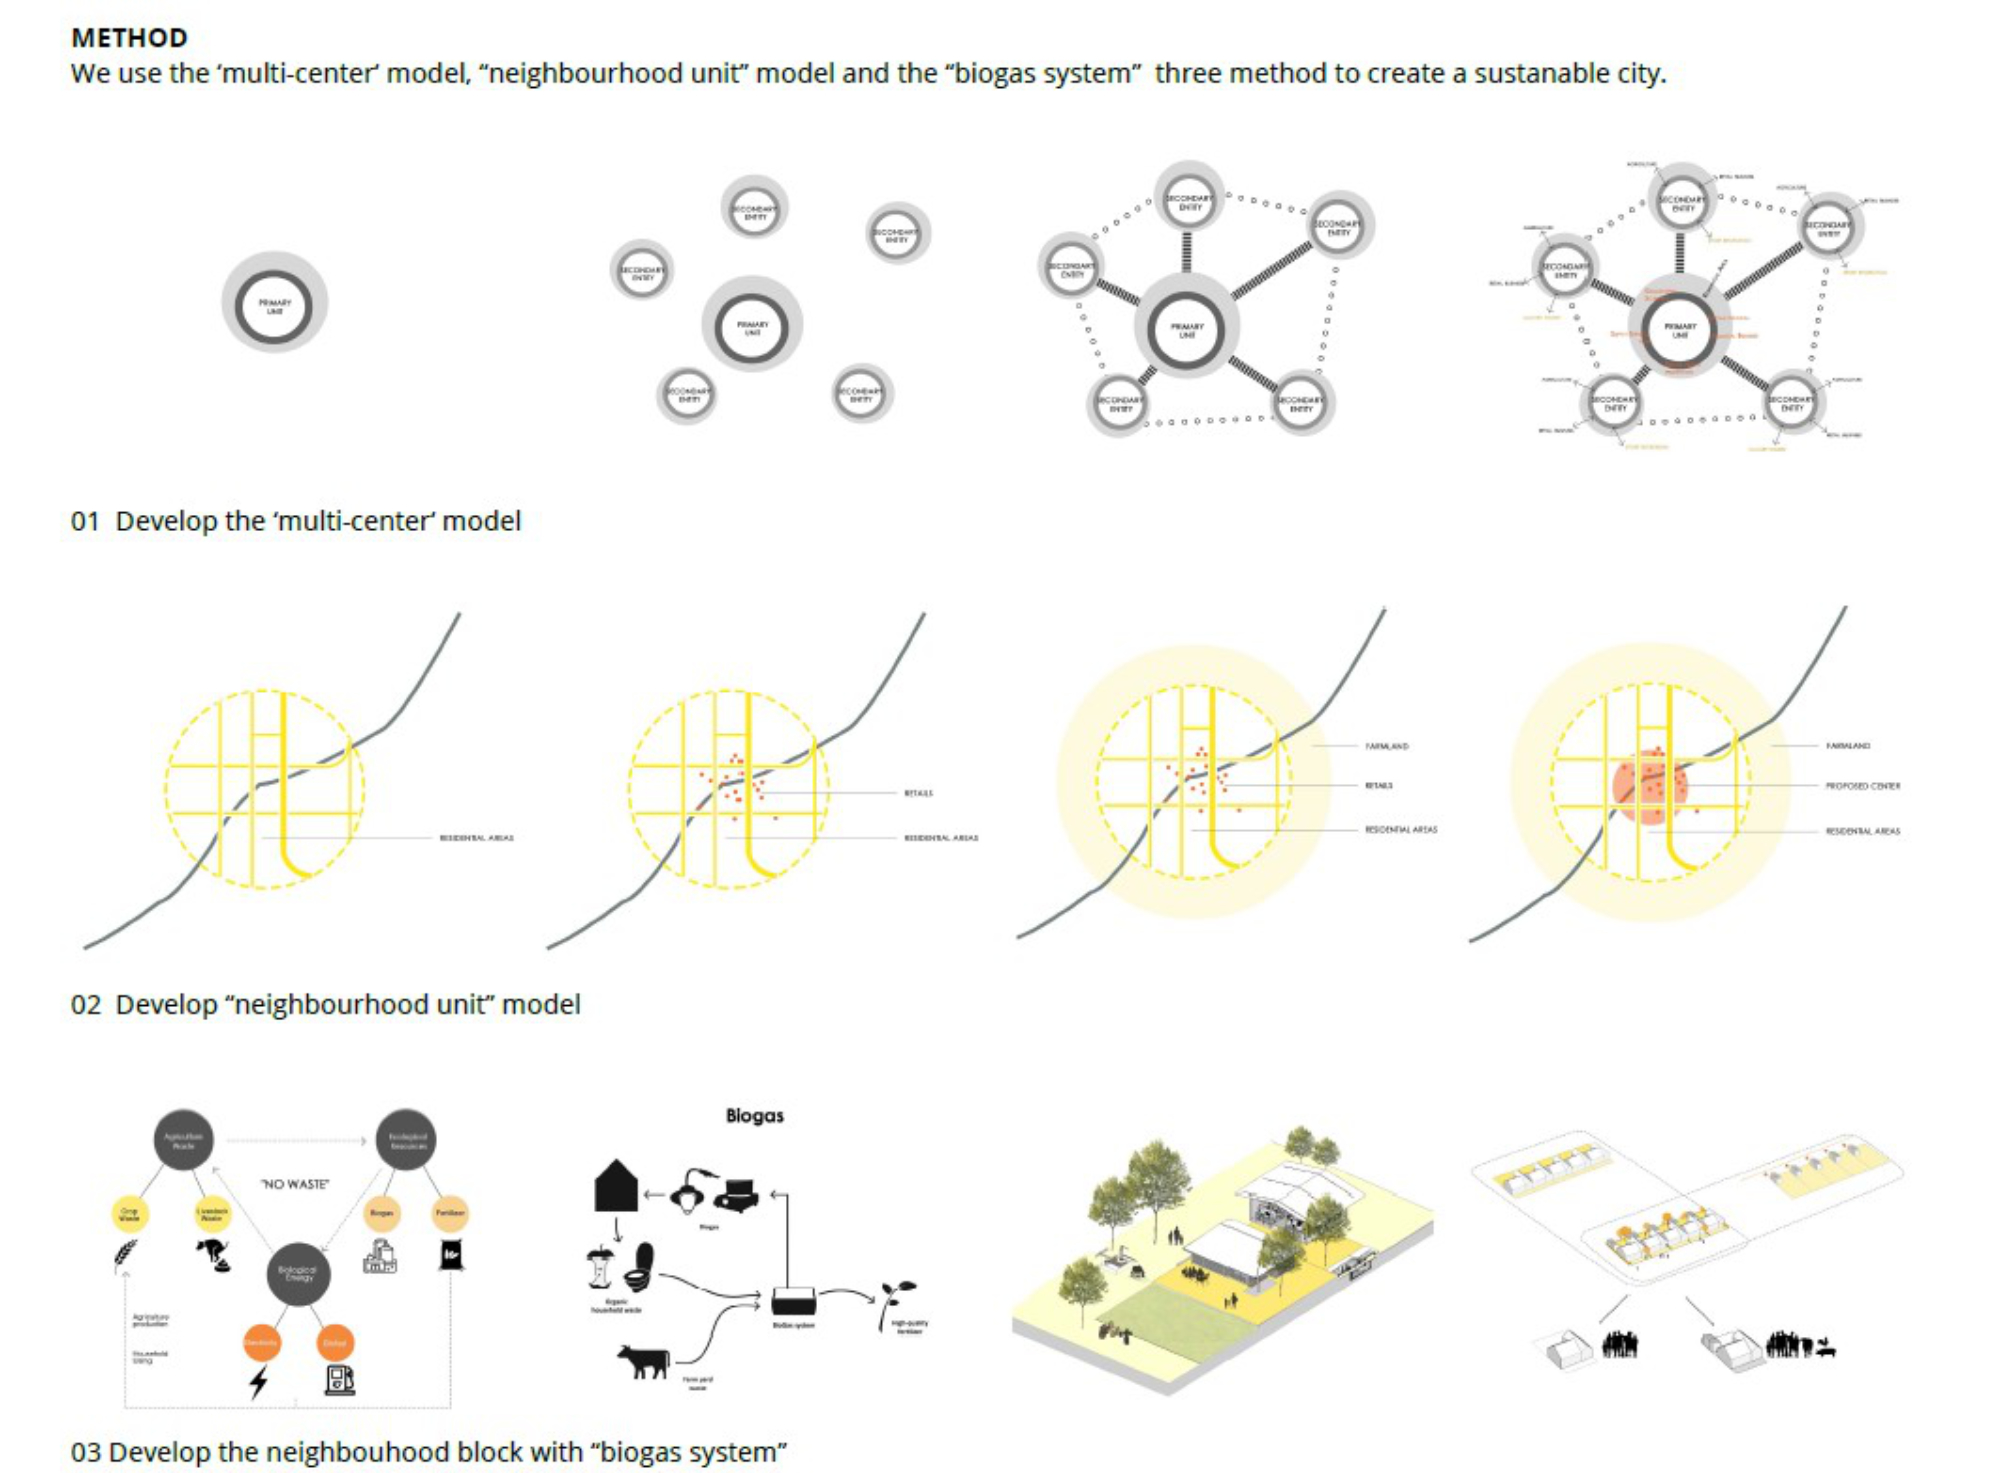 METHOD
We use the ‘multi-center’ model, “neighbourhood unit” model and the “biogas system” three method to create a sustanable city.
PRIMARY
UNIT
SECONDARY
ENTITY
SECONDARY
ENTITY
SECONDARY
ENTITY
PRIMARY
UNIT
SECONDARY
ENTITY
SECONDARY
ENTITY
SECONDARY
ENTITY
SECONDARY
ENTITY
SECONDARY
ENTITY
PRIMARY
UNIT
SECONDARY
ENTITY
SECONDARY
ENTITY
AGRICULTURE
SECONDARY
ENTITY
AGRICULTURE
SECONDARY
ENTITY
SECONDARY
ENTITY
PRIMARY
UNIT
SECONDARY
ENTITY
SECONDARY
ENTITY
01 Develop the ‘multi-center’ model
RESIDENTIAL AREAS
RETAILS
RESIDENTIAL AREAS
FARMLAND
RETAILS
RESIDENTIAL AREAS
FARMLAND
PROPOSED CENTER
RESIDENTIAL AREAS
02 Develop “neighbourhood unit” model
Agriculture
Waste
Ecological
Resources
"NO WASTE"
Crop
Waste
Livestock
Waste
Biogas
Fertilizer
Biological
Energy
Agriculture
production
Household
Electricity
Biogas
Biogas
Organic
household waste
Biogas system
High-quality
fertilizer
Farm yard
waste
03 Develop the neighbouhood block with “biogas system”